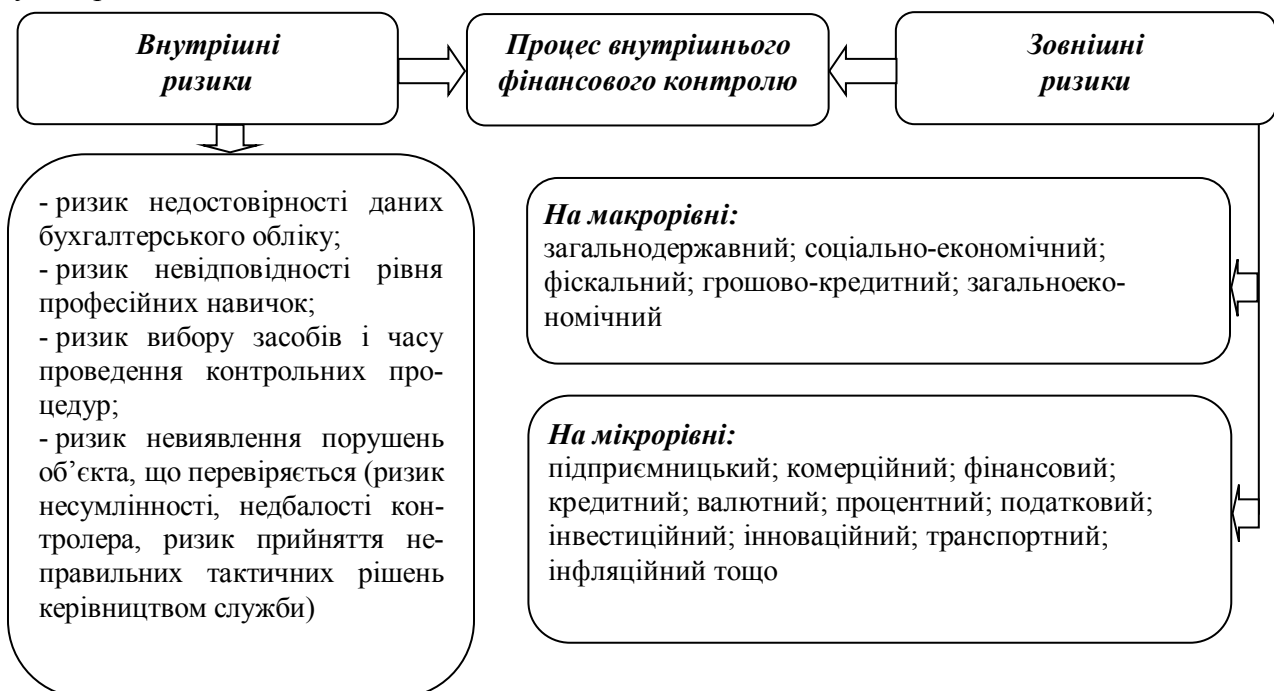 Внутрішні
ризики
Процес внутрішнього
фінансового контролю
Зовнішні
ризики
- ризик недостовірності даних
бухгалтерського обліку;
- ризик невідповідності рівня
професійних навичок;
- ризик вибору засобів і часу
проведення контрольних про-
цедур;
- ризик невиявлення порушень
об’єкта, що перевіряється (ризик
несумлінності, недбалості кон-
тролера, ризик прийняття не-
правильних тактичних рішень
керівництвом служби)
На макрорівні:
загальнодержавний; соціально-економічний;
фіскальний; грошово-кредитний; загальноеко-
номічний
На мікрорівні:
підприємницький; комерційний; фінансовий;
кредитний; валютний; процентний; податковий;
інвестиційний; інноваційний; транспортний;
інфляційний тощо